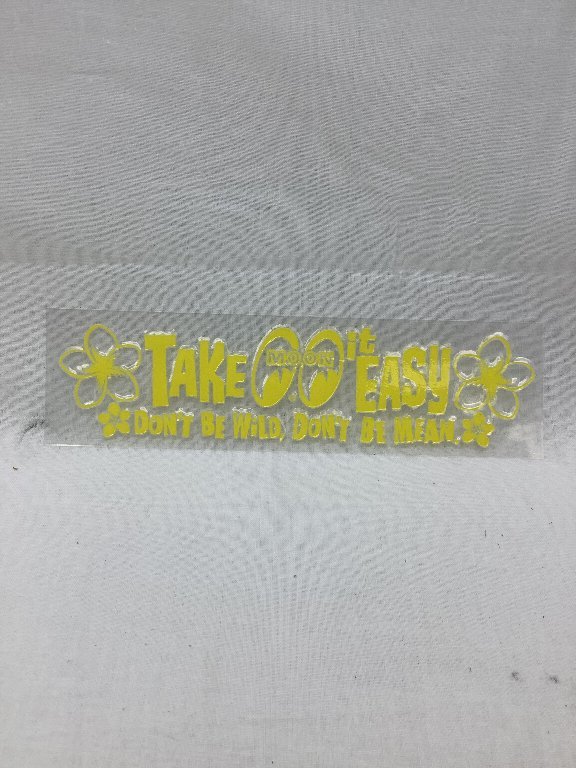 TAKE MOON it EASY
DON'T BE WiLD, DON'T BE MEAN.